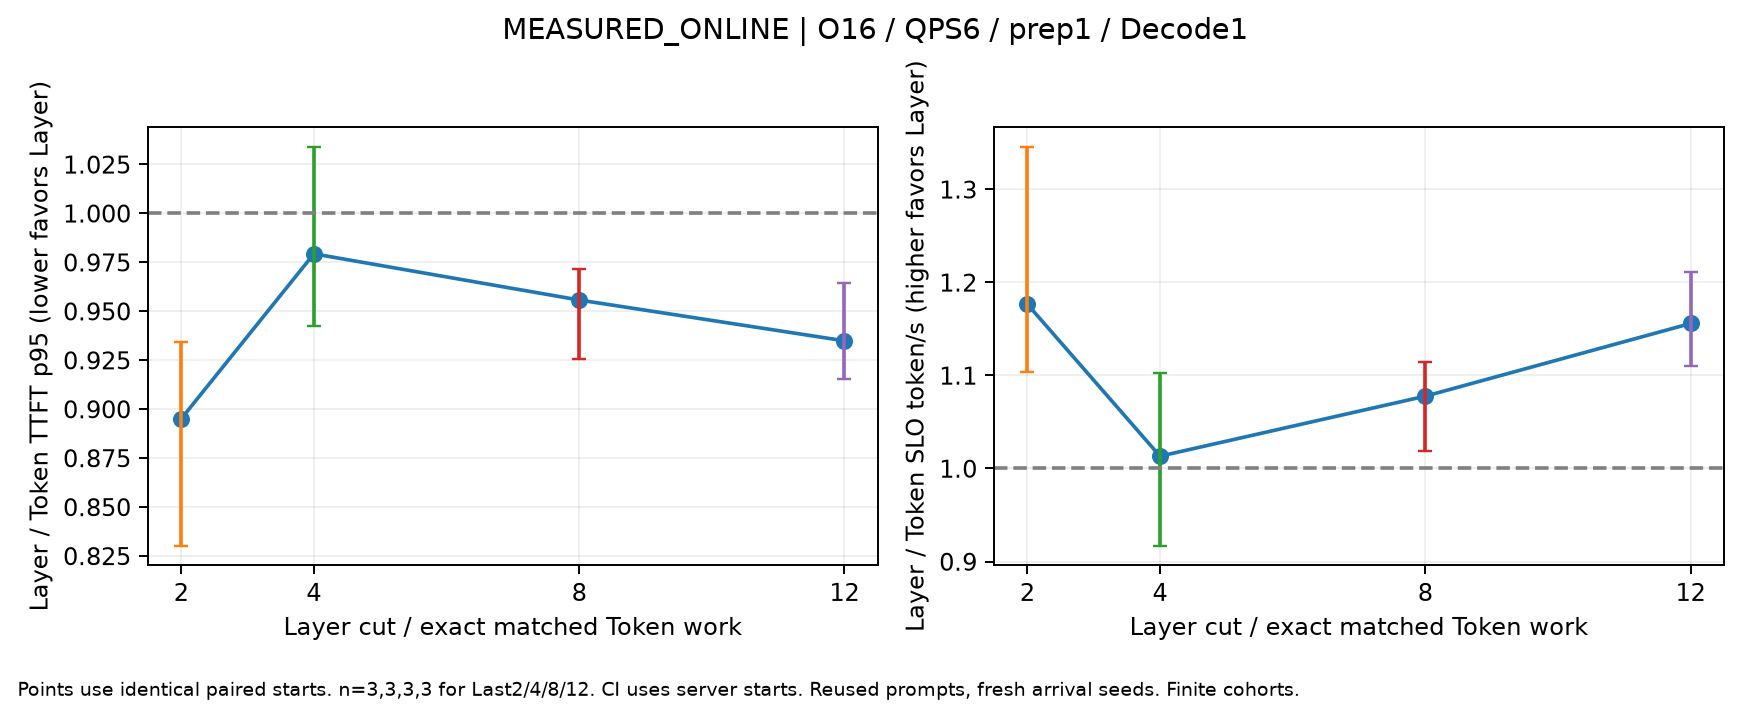 MEASURED_ONLINE | O16 / QPS6 / prep1 / Decode1
Layer / Token TTFT p95 (lower favors Layer)
1.025
1.000
0.975
0.950
0.925
0.900
0.875
0.850
0.825
2 4 8 12
Layer cut / exact matched Token work
Layer / Token SLO token/s (higher favors Layer)
1.3
1.2
1.1
1.0
0.9
2 4 8 12
Layer cut / exact matched Token work
Points use identical paired starts. n=3,3,3,3 for Last2/4/8/12. CI uses server starts. Reused prompts, fresh arrival seeds. Finite cohorts.